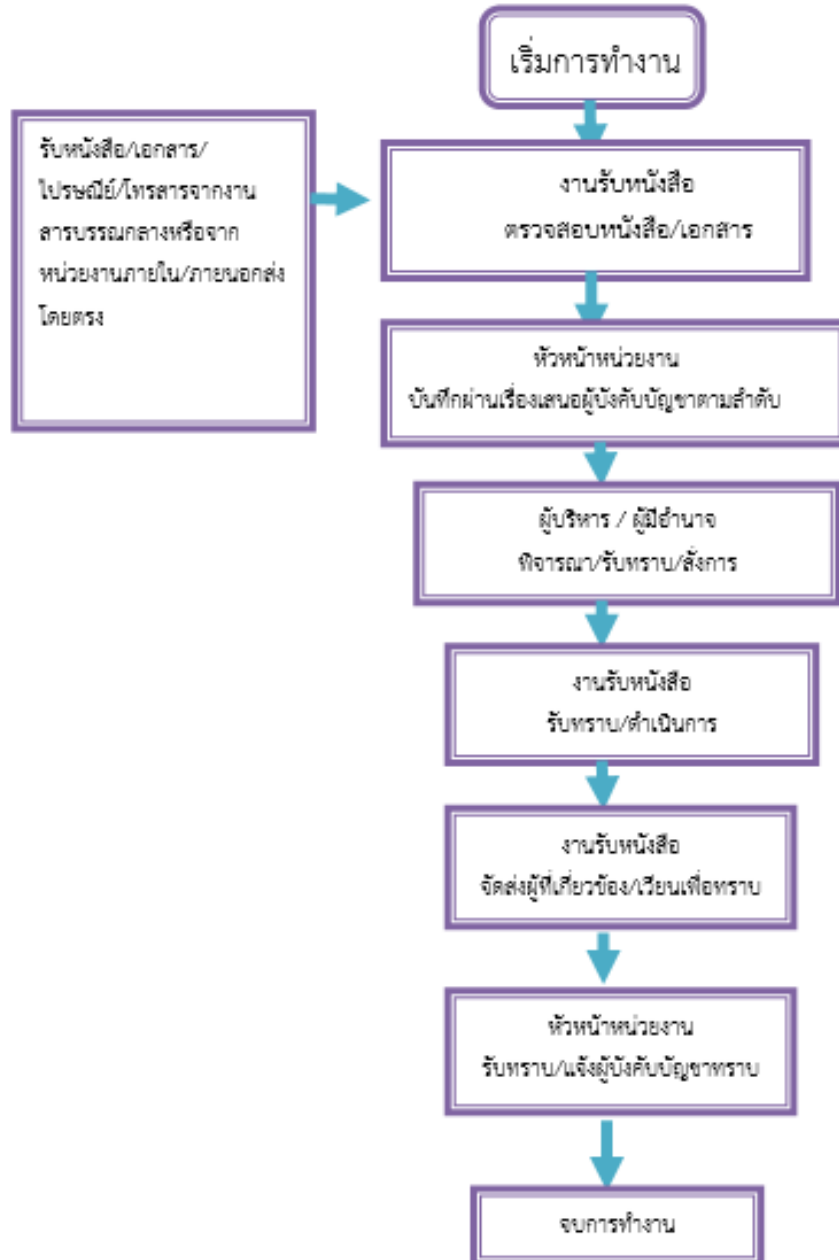 เริ่มการทำงาน
รับหนังสือ/เอกสาร/
ไปรษณีย์/โทรสารจากงาน
สารบรรณกลางหรือจาก
หน่วยงานภายใน/ภายนอกส่ง
โดยตรง
งานรับหนังสือ
ตรวจสอบหนังสือ/เอกสาร
หัวหน้าหน่วยงาน
บันทึกผ่านเรื่องเสนอผู้บังคับบัญชาตามลำดับ
ผู้บริหาร / ผู้มีอำนาจ
พิจารณา/รับทราบ/สั่งการ
งานรับหนังสือ
รับทราบ/ดำเนินการ
งานรับหนังสือ
จัดส่งผู้ที่เกี่ยวข้อง/เวียนเพื่อทราบ
หัวหน้าหน่วยงาน
รับทราบ/แจ้งผู้บังคับบัญชาทราบ
จบการทำงาน